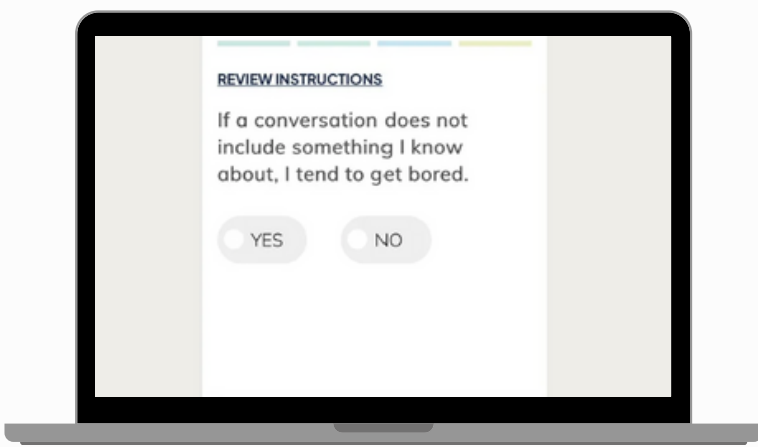 REVIEW INSTRUCTIONS
If a conversation does not
include something I know
about, I tend to get bored.
YES
NO